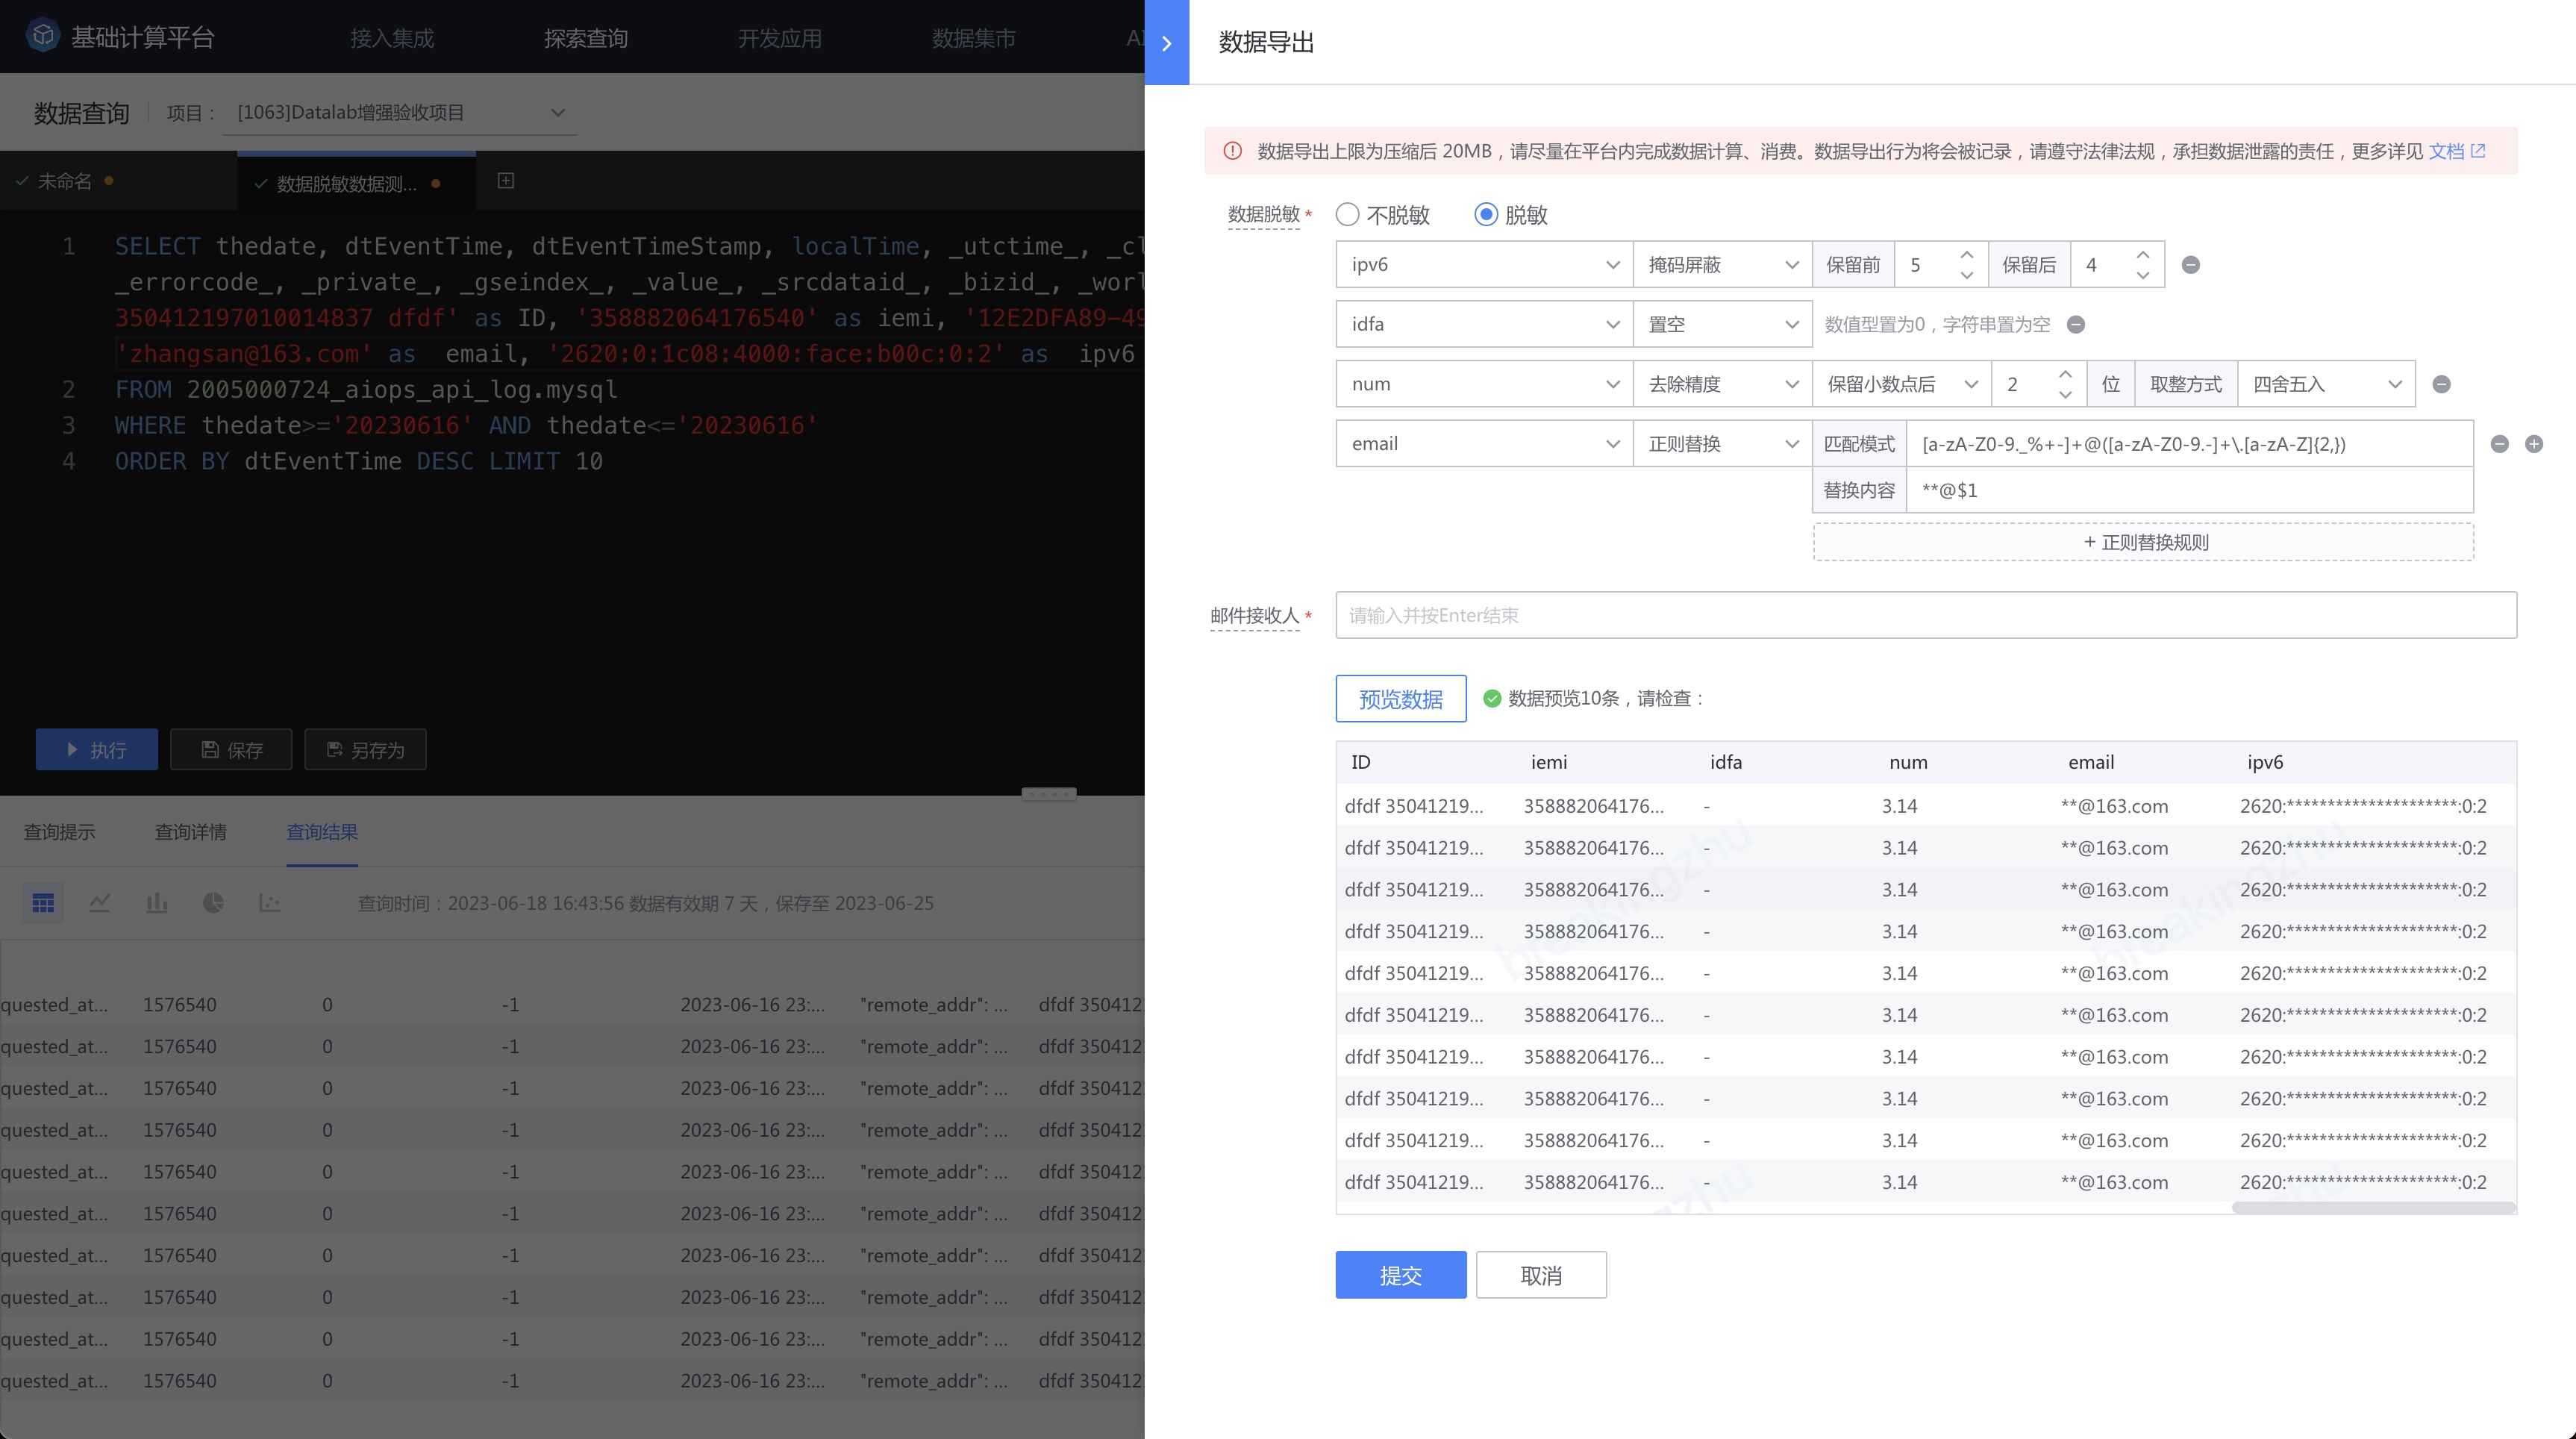 基础计算平台
接入集成
探索查询
开发应用
数据集市
数据查询
项目：
[1063]Datalab增强验收项目
未命名
数据脱敏数据测...
1 SELECT thedate, dtEventTime, dtEventTimeStamp, localTime, _utctime_,
_errorcode_, _private_, _gseindex_, _value_, _srcdataid_, _bizid_,
350412197010014837 dfdf' as ID, '358882064176540' as iemi, '12E2DFA89-49
'zhangsan@163.com' as email, '2620:0:1c08:4000:face:b00c:0:2' as ipv6
2 FROM 2005000724_aiops_api_log.mysql
3 WHERE thedate>='20230616' AND thedate<='20230616'
4 ORDER BY dtEventTime DESC LIMIT 10
执行
保存
另存为
查询提示
查询详情
查询结果
查询时间：2023-06-18 16:43:56 数据有效期 7 天，保存至 2023-06-25
quested_at... 1576540 0 -1 2023-06-16 23:... "remote_addr": ... dfdf 350412
quested_at... 1576540 0 -1 2023-06-16 23:... "remote_addr": ... dfdf 350412
quested_at... 1576540 0 -1 2023-06-16 23:... "remote_addr": ... dfdf 350412
quested_at... 1576540 0 -1 2023-06-16 23:... "remote_addr": ... dfdf 350412
quested_at... 1576540 0 -1 2023-06-16 23:... "remote_addr": ... dfdf 350412
quested_at... 1576540 0 -1 2023-06-16 23:... "remote_addr": ... dfdf 350412
quested_at... 1576540 0 -1 2023-06-16 23:... "remote_addr": ... dfdf 350412
quested_at... 1576540 0 -1 2023-06-16 23:... "remote_addr": ... dfdf 350412
quested_at... 1576540 0 -1 2023-06-16 23:... "remote_addr": ... dfdf 350412
quested_at... 1576540 0 -1 2023-06-16 23:... "remote_addr": ... dfdf 350412
数据导出
数据导出上限为压缩后 20MB，请尽量在平台内完成数据计算、消费。数据导出行为将会被记录，请遵守法律法规，承担数据泄露的责任，更多详见 文档
数据脱敏 * 不脱敏 脱敏
ipv6 掩码屏蔽 保留前 5 保留后 4
idfa 置空 数值型置为0，字符串置为空
num 去除精度 保留小数点后 2 位 取整方式 四舍五入
email 正则替换 匹配模式 [a-zA-Z0-9._%+-]+@([a-zA-Z0-9.-]+\.[a-zA-Z]{2,})
替换内容 **@$1
+ 正则替换规则
邮件接收人 * 请输入并按Enter结束
预览数据 数据预览10条，请检查：
ID iemi idfa num email ipv6
dfdf 35041219... 358882064176... - 3.14 **@163.com 2620:**********************:0:2
dfdf 35041219... 358882064176... - 3.14 **@163.com 2620:**********************:0:2
dfdf 35041219... 358882064176... - 3.14 **@163.com 2620:**********************:0:2
dfdf 35041219... 358882064176... - 3.14 **@163.com 2620:**********************:0:2
dfdf 35041219... 358882064176... - 3.14 **@163.com 2620:**********************:0:2
dfdf 35041219... 358882064176... - 3.14 **@163.com 2620:**********************:0:2
dfdf 35041219... 358882064176... - 3.14 **@163.com 2620:**********************:0:2
dfdf 35041219... 358882064176... - 3.14 **@163.com 2620:**********************:0:2
dfdf 35041219... 358882064176... - 3.14 **@163.com 2620:**********************:0:2
dfdf 35041219... 358882064176... - 3.14 **@163.com 2620:**********************:0:2
breakingzhu
breakingzhu
提交
取消